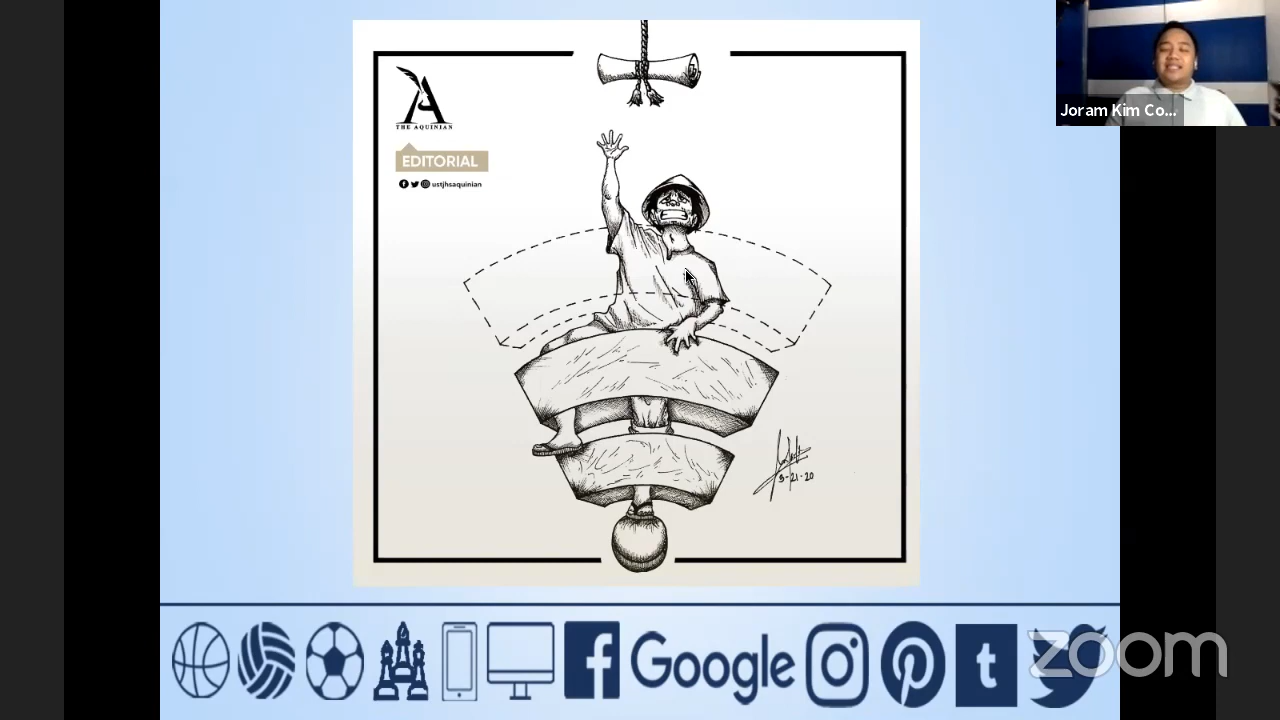 Joram Kim Co...
THE AQUINIAN
EDITORIAL
ustjhsaquinian
9-21-20
Google
zoom